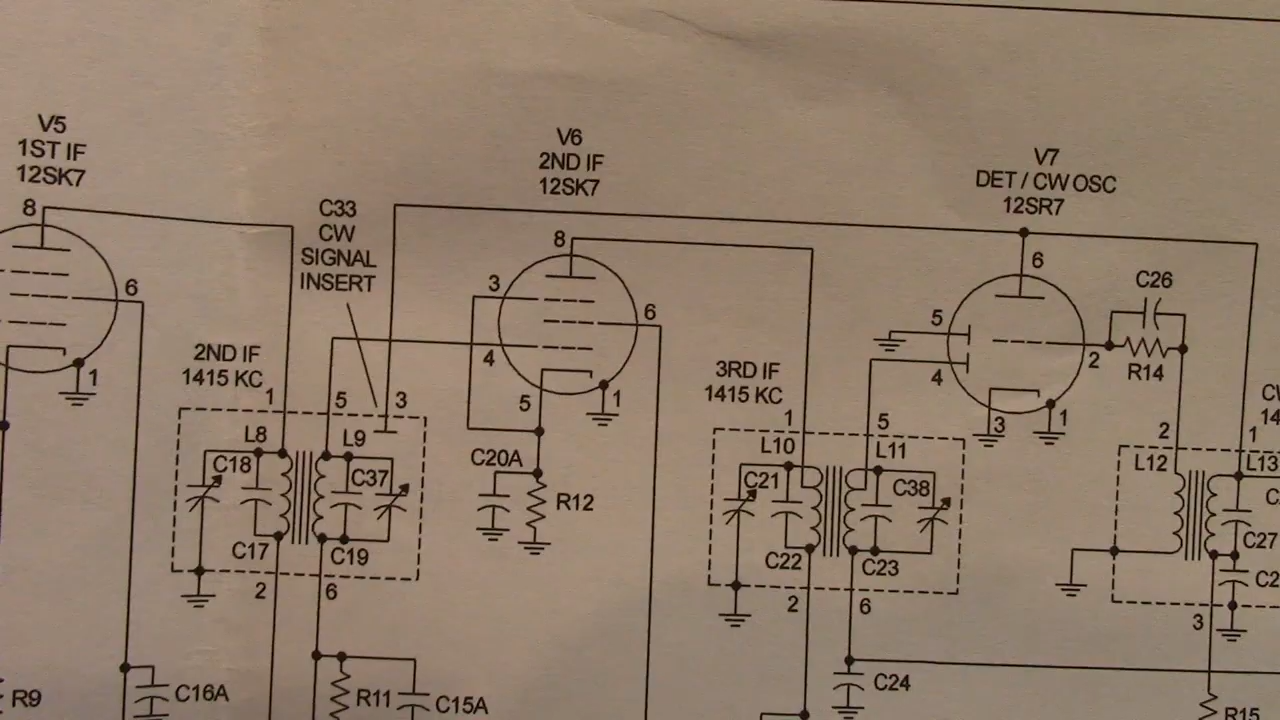 V5
1ST IF
12SK7
8
6
1
C33
CW
SIGNAL
INSERT
V6
2ND IF
12SK7
8
3
6
4
5
1
V7
DET / CW OSC
12SR7
6
5
4
2
3
1
C26
R14
2ND IF
1415 KC
1
5
3
L8
L9
C18
C37
C17
C19
2
6
C20A
R12
3RD IF
1415 KC
1
5
L10
L11
C21
C38
C22
C23
2
6
2
1
L12
L13
C27
3
R9
C16A
R11
C15A
C24
R15